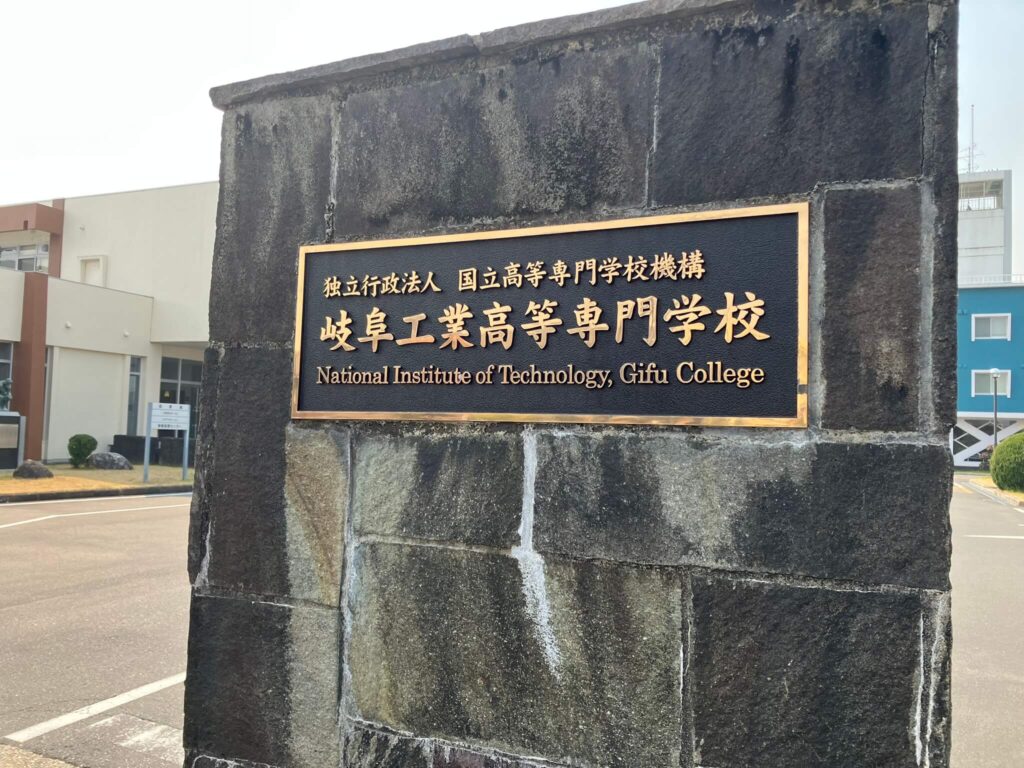 独立行政法人 国立高等専門学校機構
岐阜工業高等専門学校
National Institute of Technology, Gifu College